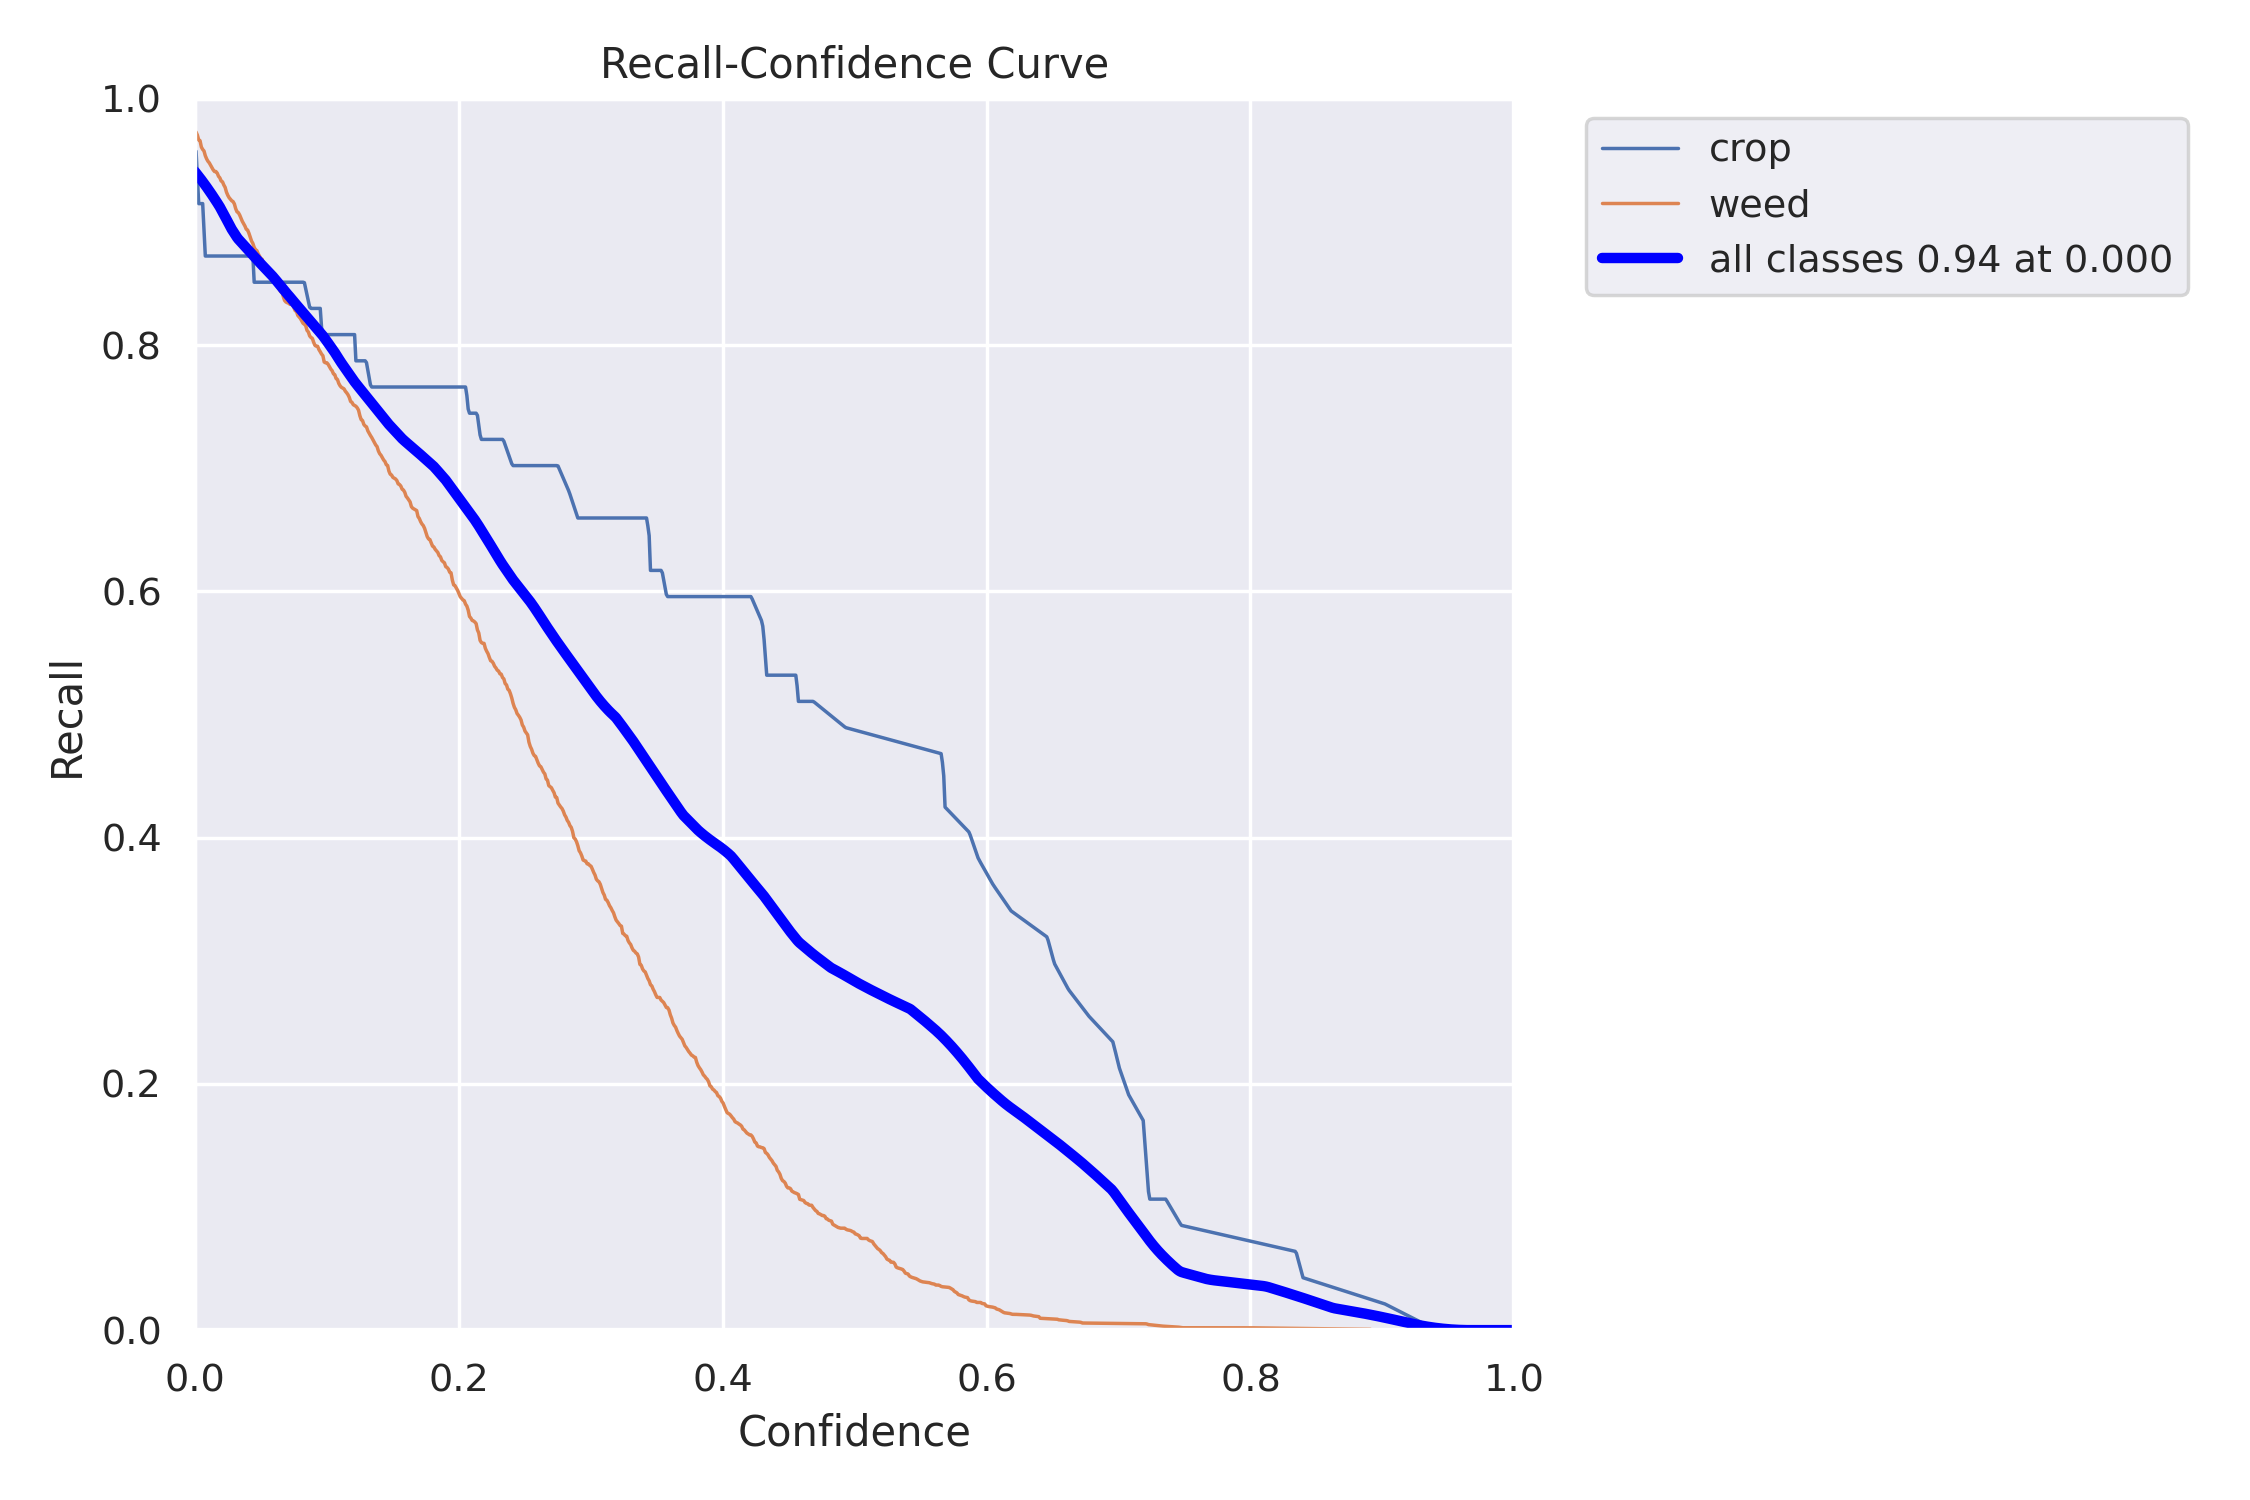 Recall-Confidence Curve
1.0
0.8
0.6
0.4
0.2
0.0
Recall
0.0 0.2 0.4 0.6 0.8 1.0
Confidence
crop
weed
all classes 0.94 at 0.000